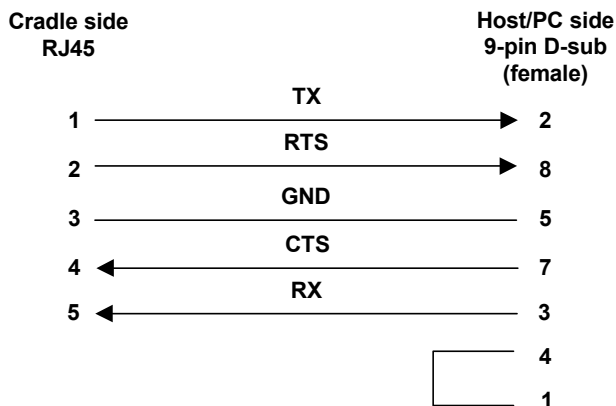 Cradle side
RJ45
Host/PC side
9-pin D-sub
(female)
TX
1 2
RTS
2 8
GND
3 5
CTS
4 7
RX
5 3
4
1